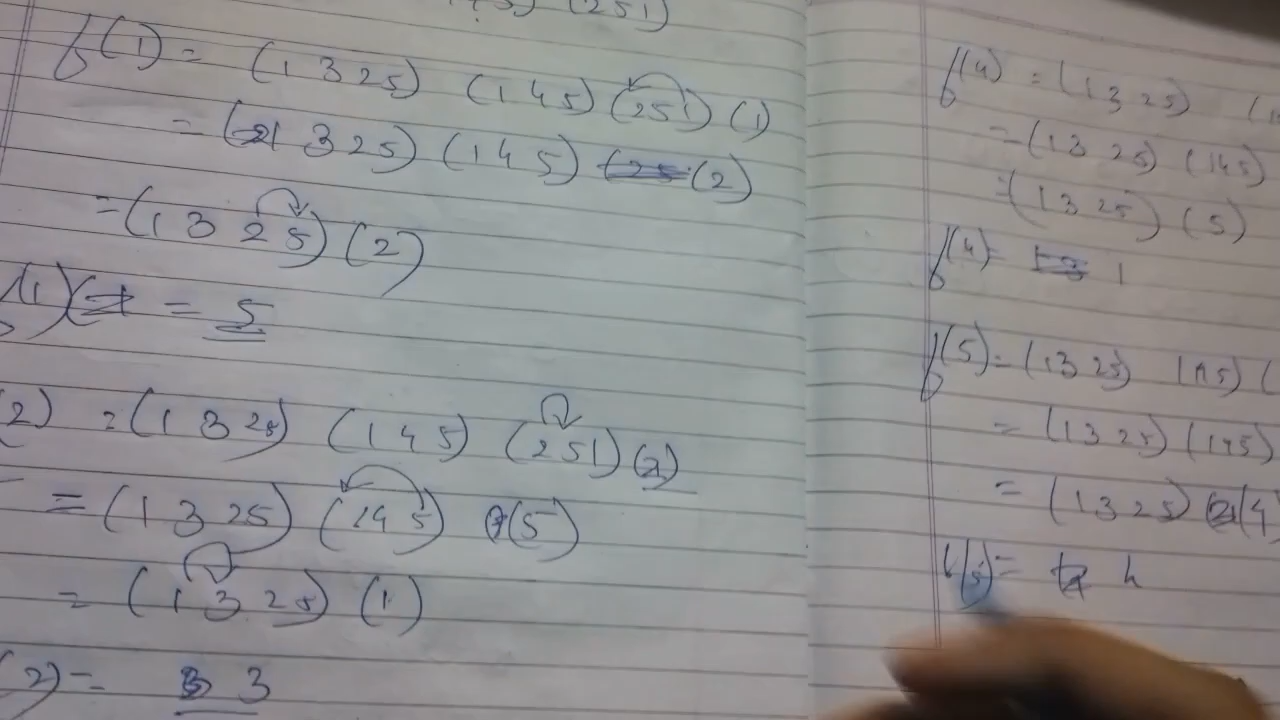 (251)
f(1) = (1 3 2 5) (1 4 5) (2 5 1) (1)
= (1 3 2 5) (1 4 5) (2)
= (1 3 2 5) (2)
f(1) = 5
(2) = (1 3 2 5) (1 4 5) (2 5 1) (2)
= (1 3 2 5) (1 4 5) (5)
= (1 3 2 5) (1)
(2) = 3
f(4) = (1 3 2 5)
= (1 3 2 5) (1 4 5)
= (1 3 2 5) (5)
f(4) = 1
f(5) = (1 3 2 5) (1 4 5) (
= (1 3 2 5) (1 4 5)
= (1 3 2 5) (4)
f(5) = 4